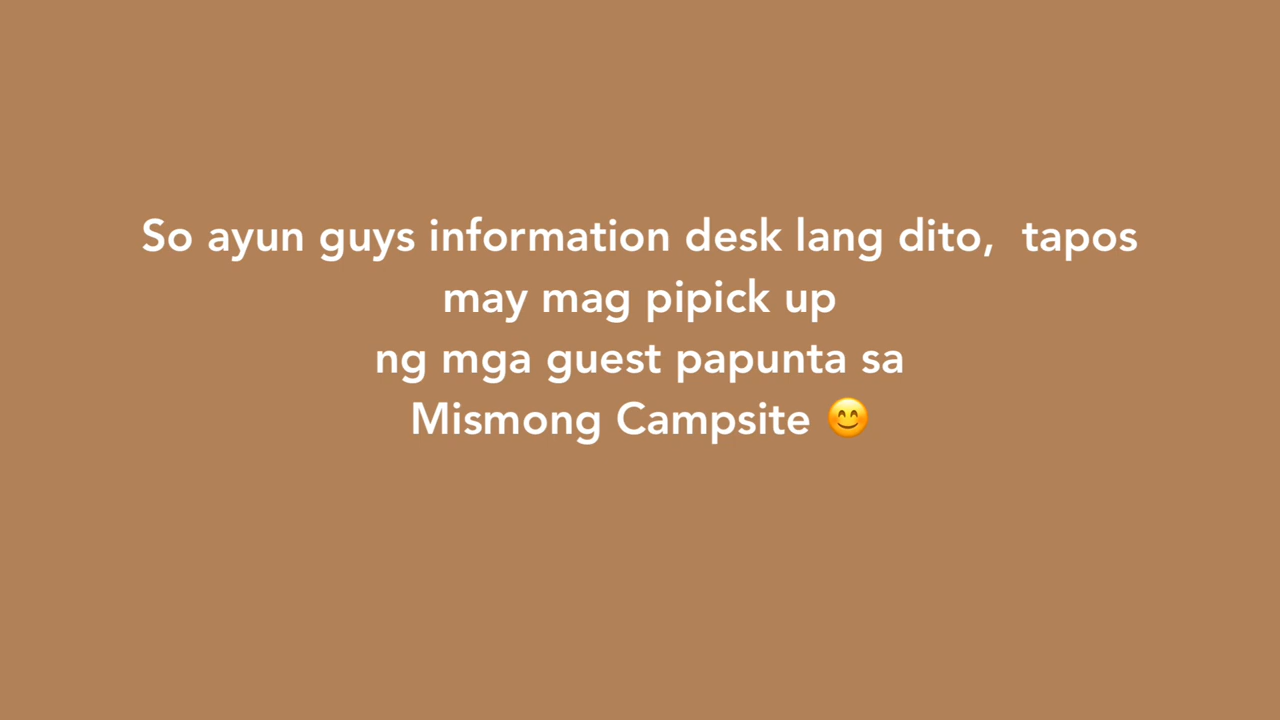 So ayun guys information desk lang dito,  tapos
may mag pipick up
ng mga guest papunta sa
Mismong Campsite 😊